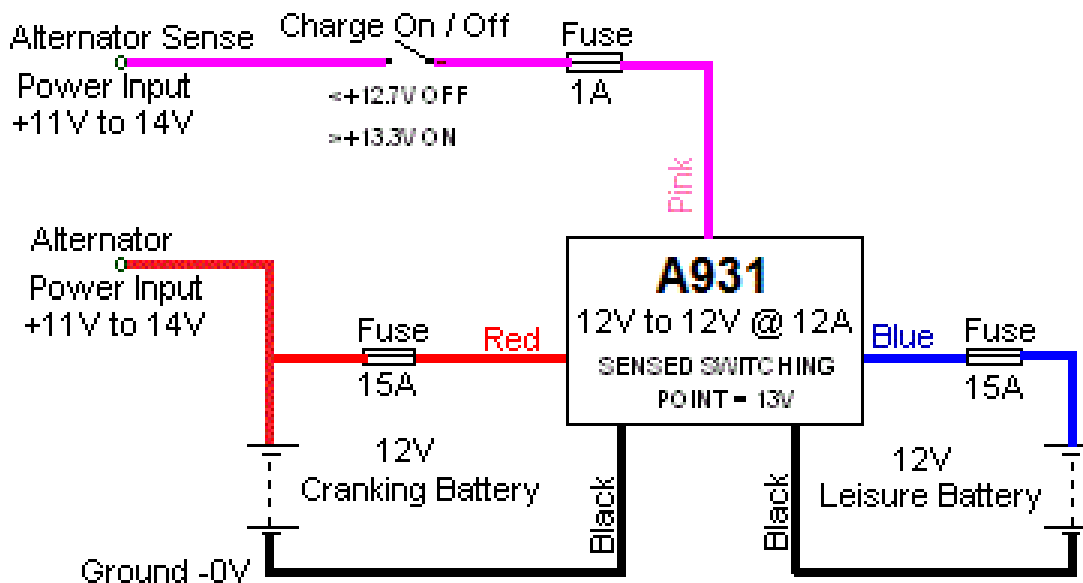 Alternator Sense
Power Input
+11V to 14V
Charge On / Off
<+12.7V OFF
>+13.3V ON
Fuse
1A
Pink
Alternator
Power Input
+11V to 14V
Fuse
15A
Red
A931
12V to 12V @ 12A
SENSED SWITCHING
POINT = 13V
Blue
Fuse
15A
12V
Cranking Battery
Black
Black
12V
Leisure Battery
Ground -0V